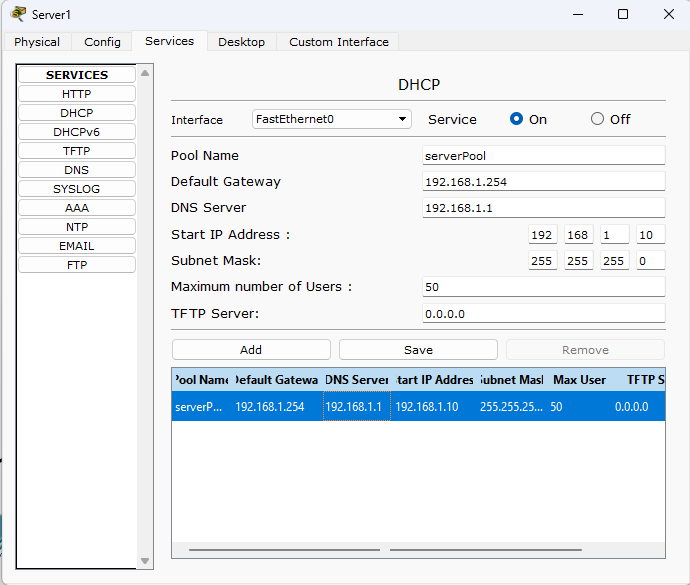 Server1
Physical Config Services Desktop Custom Interface
SERVICES
HTTP
DHCP
DHCPv6
TFTP
DNS
SYSLOG
AAA
NTP
EMAIL
FTP
DHCP
Interface FastEthernet0 Service On Off
Pool Name serverPool
Default Gateway 192.168.1.254
DNS Server 192.168.1.1
Start IP Address : 192 168 1 10
Subnet Mask: 255 255 255 0
Maximum number of Users : 50
TFTP Server: 0.0.0.0
Add Save Remove
Pool Name Default Gatewa DNS Server tart IP Addres Subnet Mask Max User TFTP S
serverP... 192.168.1.254 192.168.1.1 192.168.1.10 255.255.25... 50 0.0.0.0